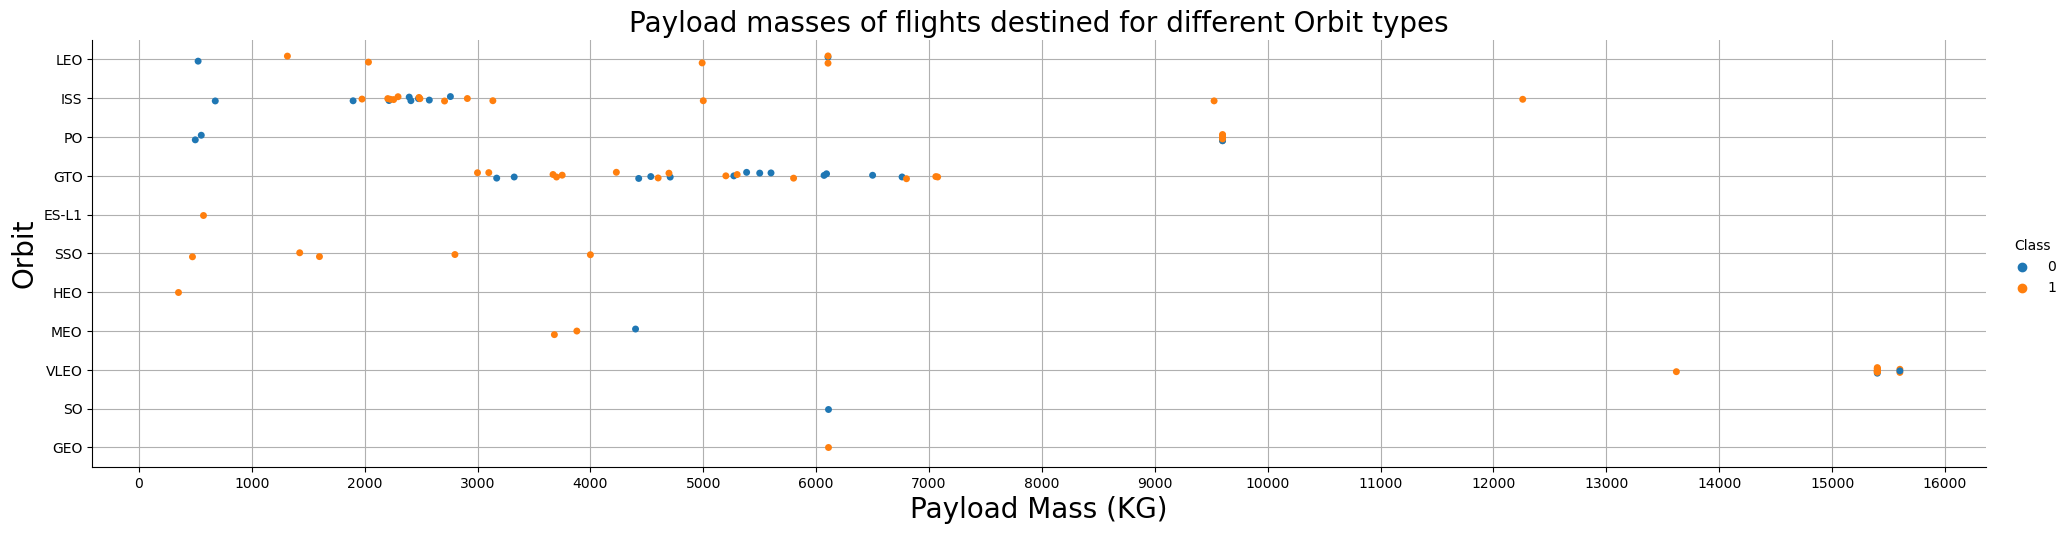 Payload masses of flights destined for different Orbit types
Orbit
LEO
ISS
PO
GTO
ES-L1
SSO
HEO
MEO
VLEO
SO
GEO
0 1000 2000 3000 4000 5000 6000 7000 8000 9000 10000 11000 12000 13000 14000 15000 16000
Payload Mass (KG)
Class
0
1